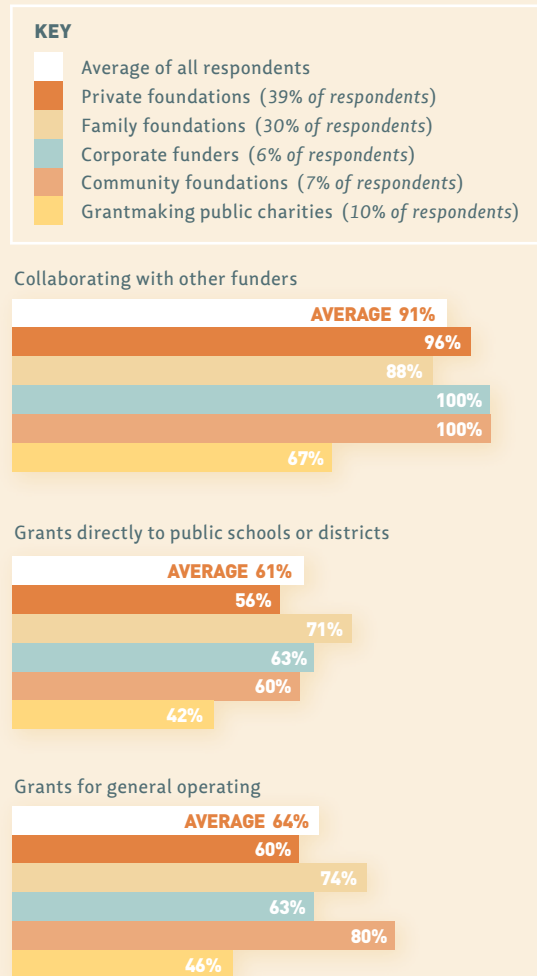 KEY
Average of all respondents
Private foundations (39% of respondents)
Family foundations (30% of respondents)
Corporate funders (6% of respondents)
Community foundations (7% of respondents)
Grantmaking public charities (10% of respondents)
Collaborating with other funders
AVERAGE 91%
96%
88%
100%
100%
67%
Grants directly to public schools or districts
AVERAGE 61%
56%
71%
63%
60%
42%
Grants for general operating
AVERAGE 64%
60%
74%
63%
80%
46%